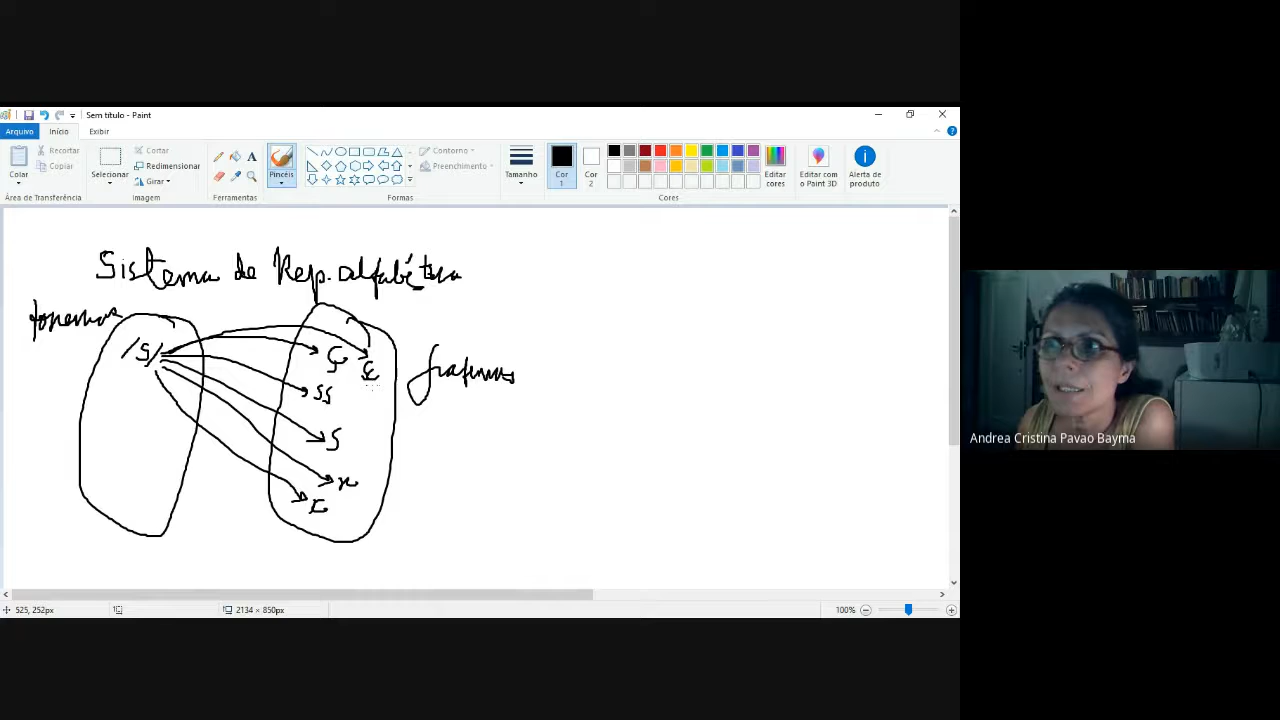 Sem título - Paint
Arquivo Início Exibir
Colar
Recortar
Copiar
Área de Transferência
Selecionar
Cortar
Redimensionar
Girar
Imagem
Ferramentas
Pincéis
Contorno
Preenchimento
Formas
Tamanho
Cor 1
Cor 2
Cores
Editar cores
Editar com o Paint 3D
Alerta de produto
Sistema de Rep. alfabética
fonemas
/S/
ç
ss
s
x
c
grafemas
Andrea Cristina Pavao Bayma
525, 252px
2134 × 850px
100%